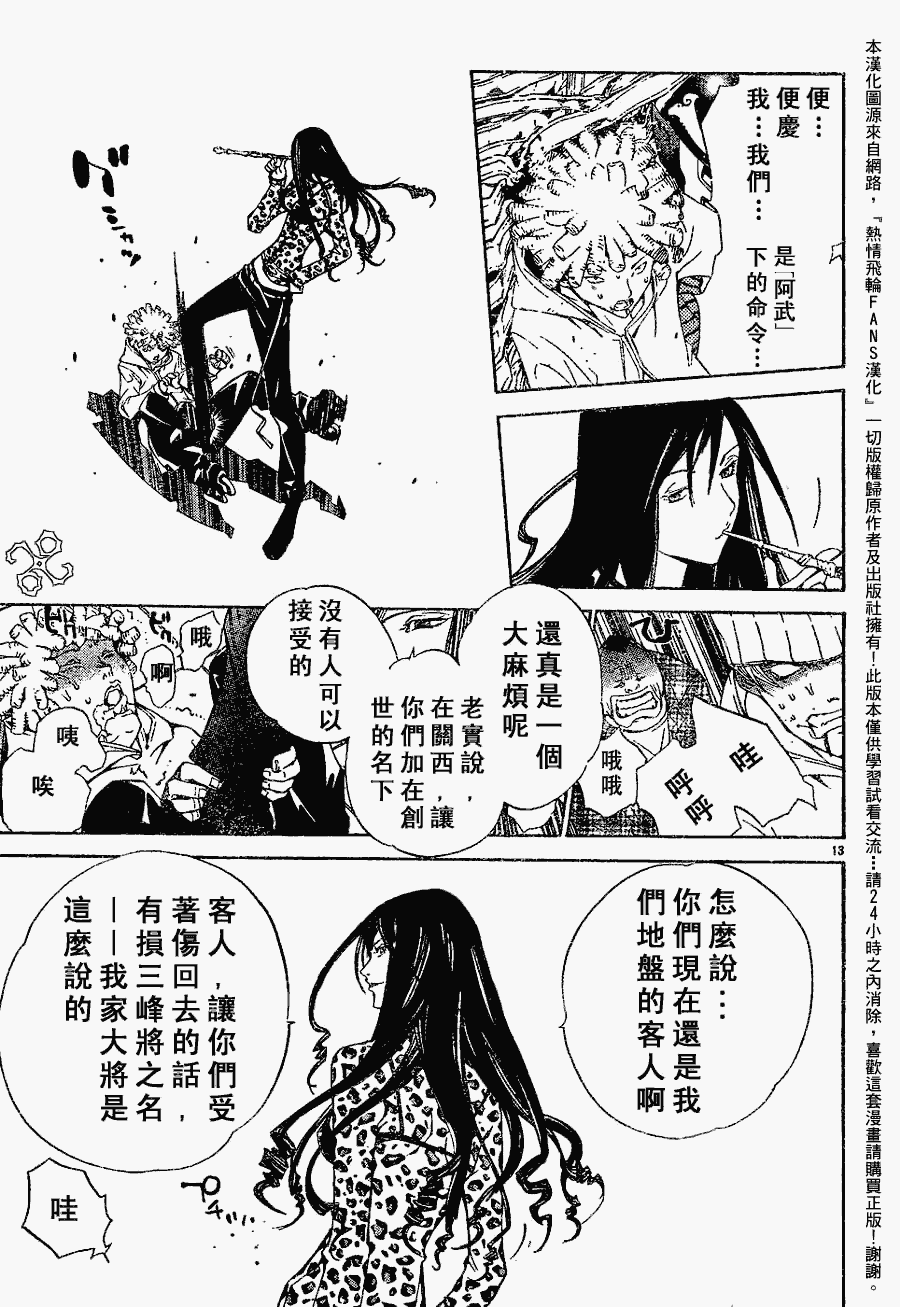 便…
便慶
我…我們…
是「阿武」
下的命令…
還真是一個
大麻煩呢
老實說，
在關西，讓
你們加在創
世的名下
沒有人可以
接受的
哇
呼
呼
哦
哦
哦
啊
咦
唉
13
怎麼說…
你們現在還是我
們地盤的客人啊
客人，讓你們受
著傷回去的話，
有損三峰將之名
——我家大將是
這麼說的
哇
本漢化圖源來自網路，『熱情飛輪FANS漢化』一切版權歸原作者及出版社擁有！此版本僅供學習試看交流…請24小時之內消除，喜歡這套漫畫請購買正版！謝謝。